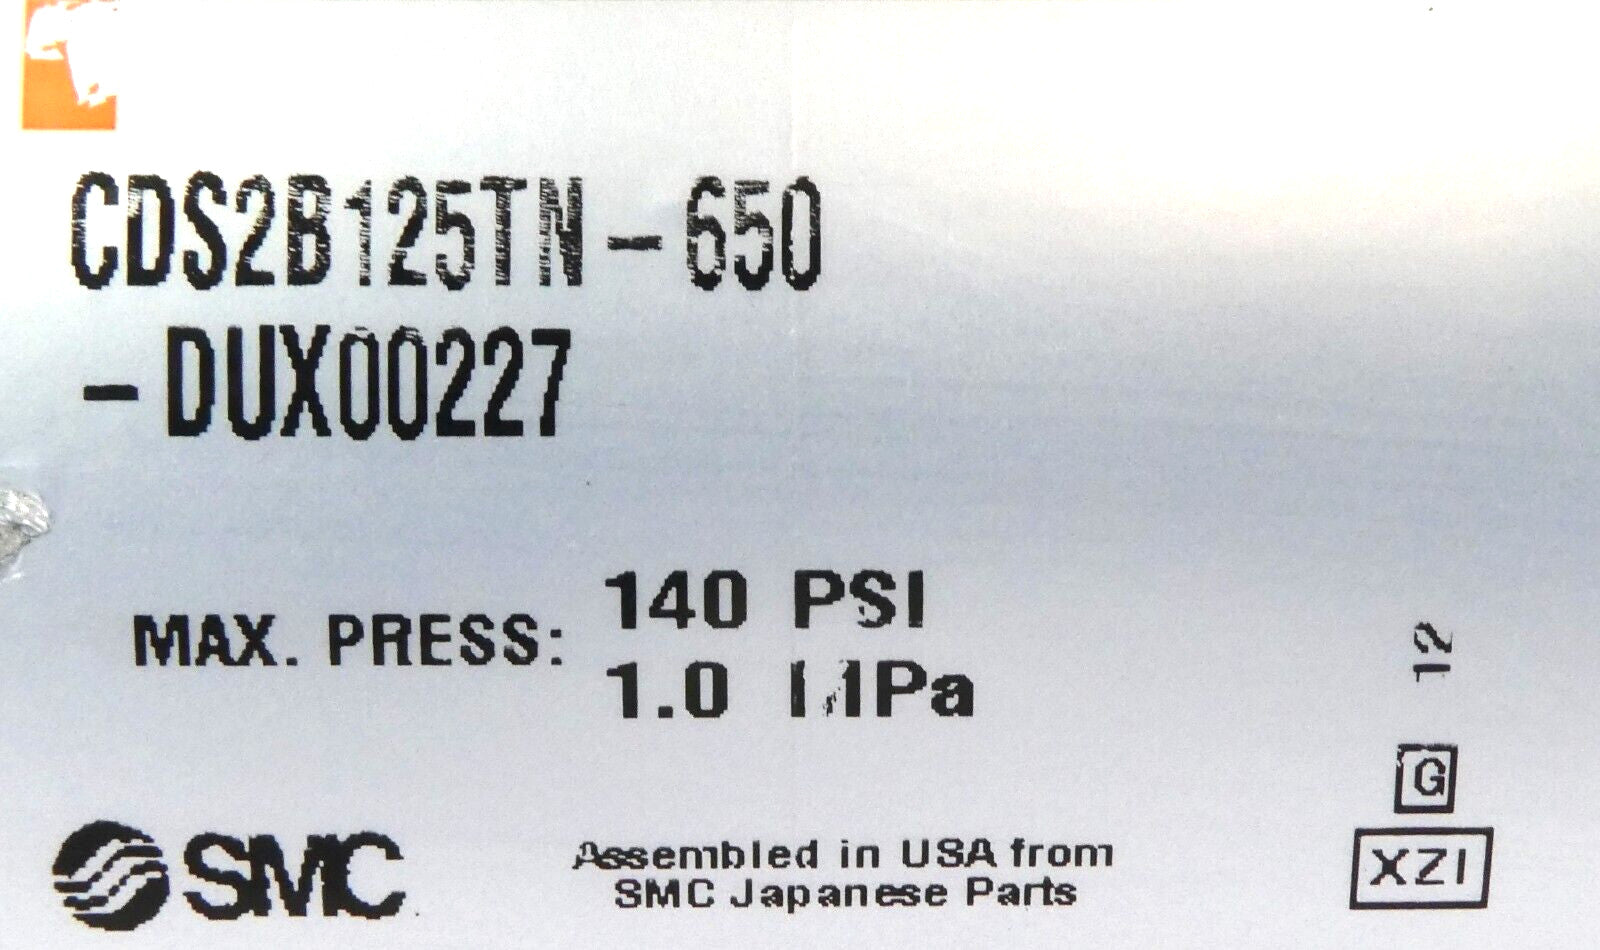 CDS2B125TN-650
-DUX00227
MAX. PRESS: 140 PSI
1.0 MPa
12
G
XZI
SMC
Assembled in USA from
SMC Japanese Parts